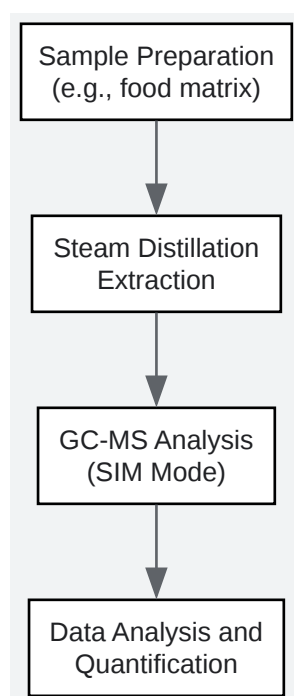 Sample Preparation
(e.g., food matrix)
Steam Distillation
Extraction
GC-MS Analysis
(SIM Mode)
Data Analysis and
Quantification